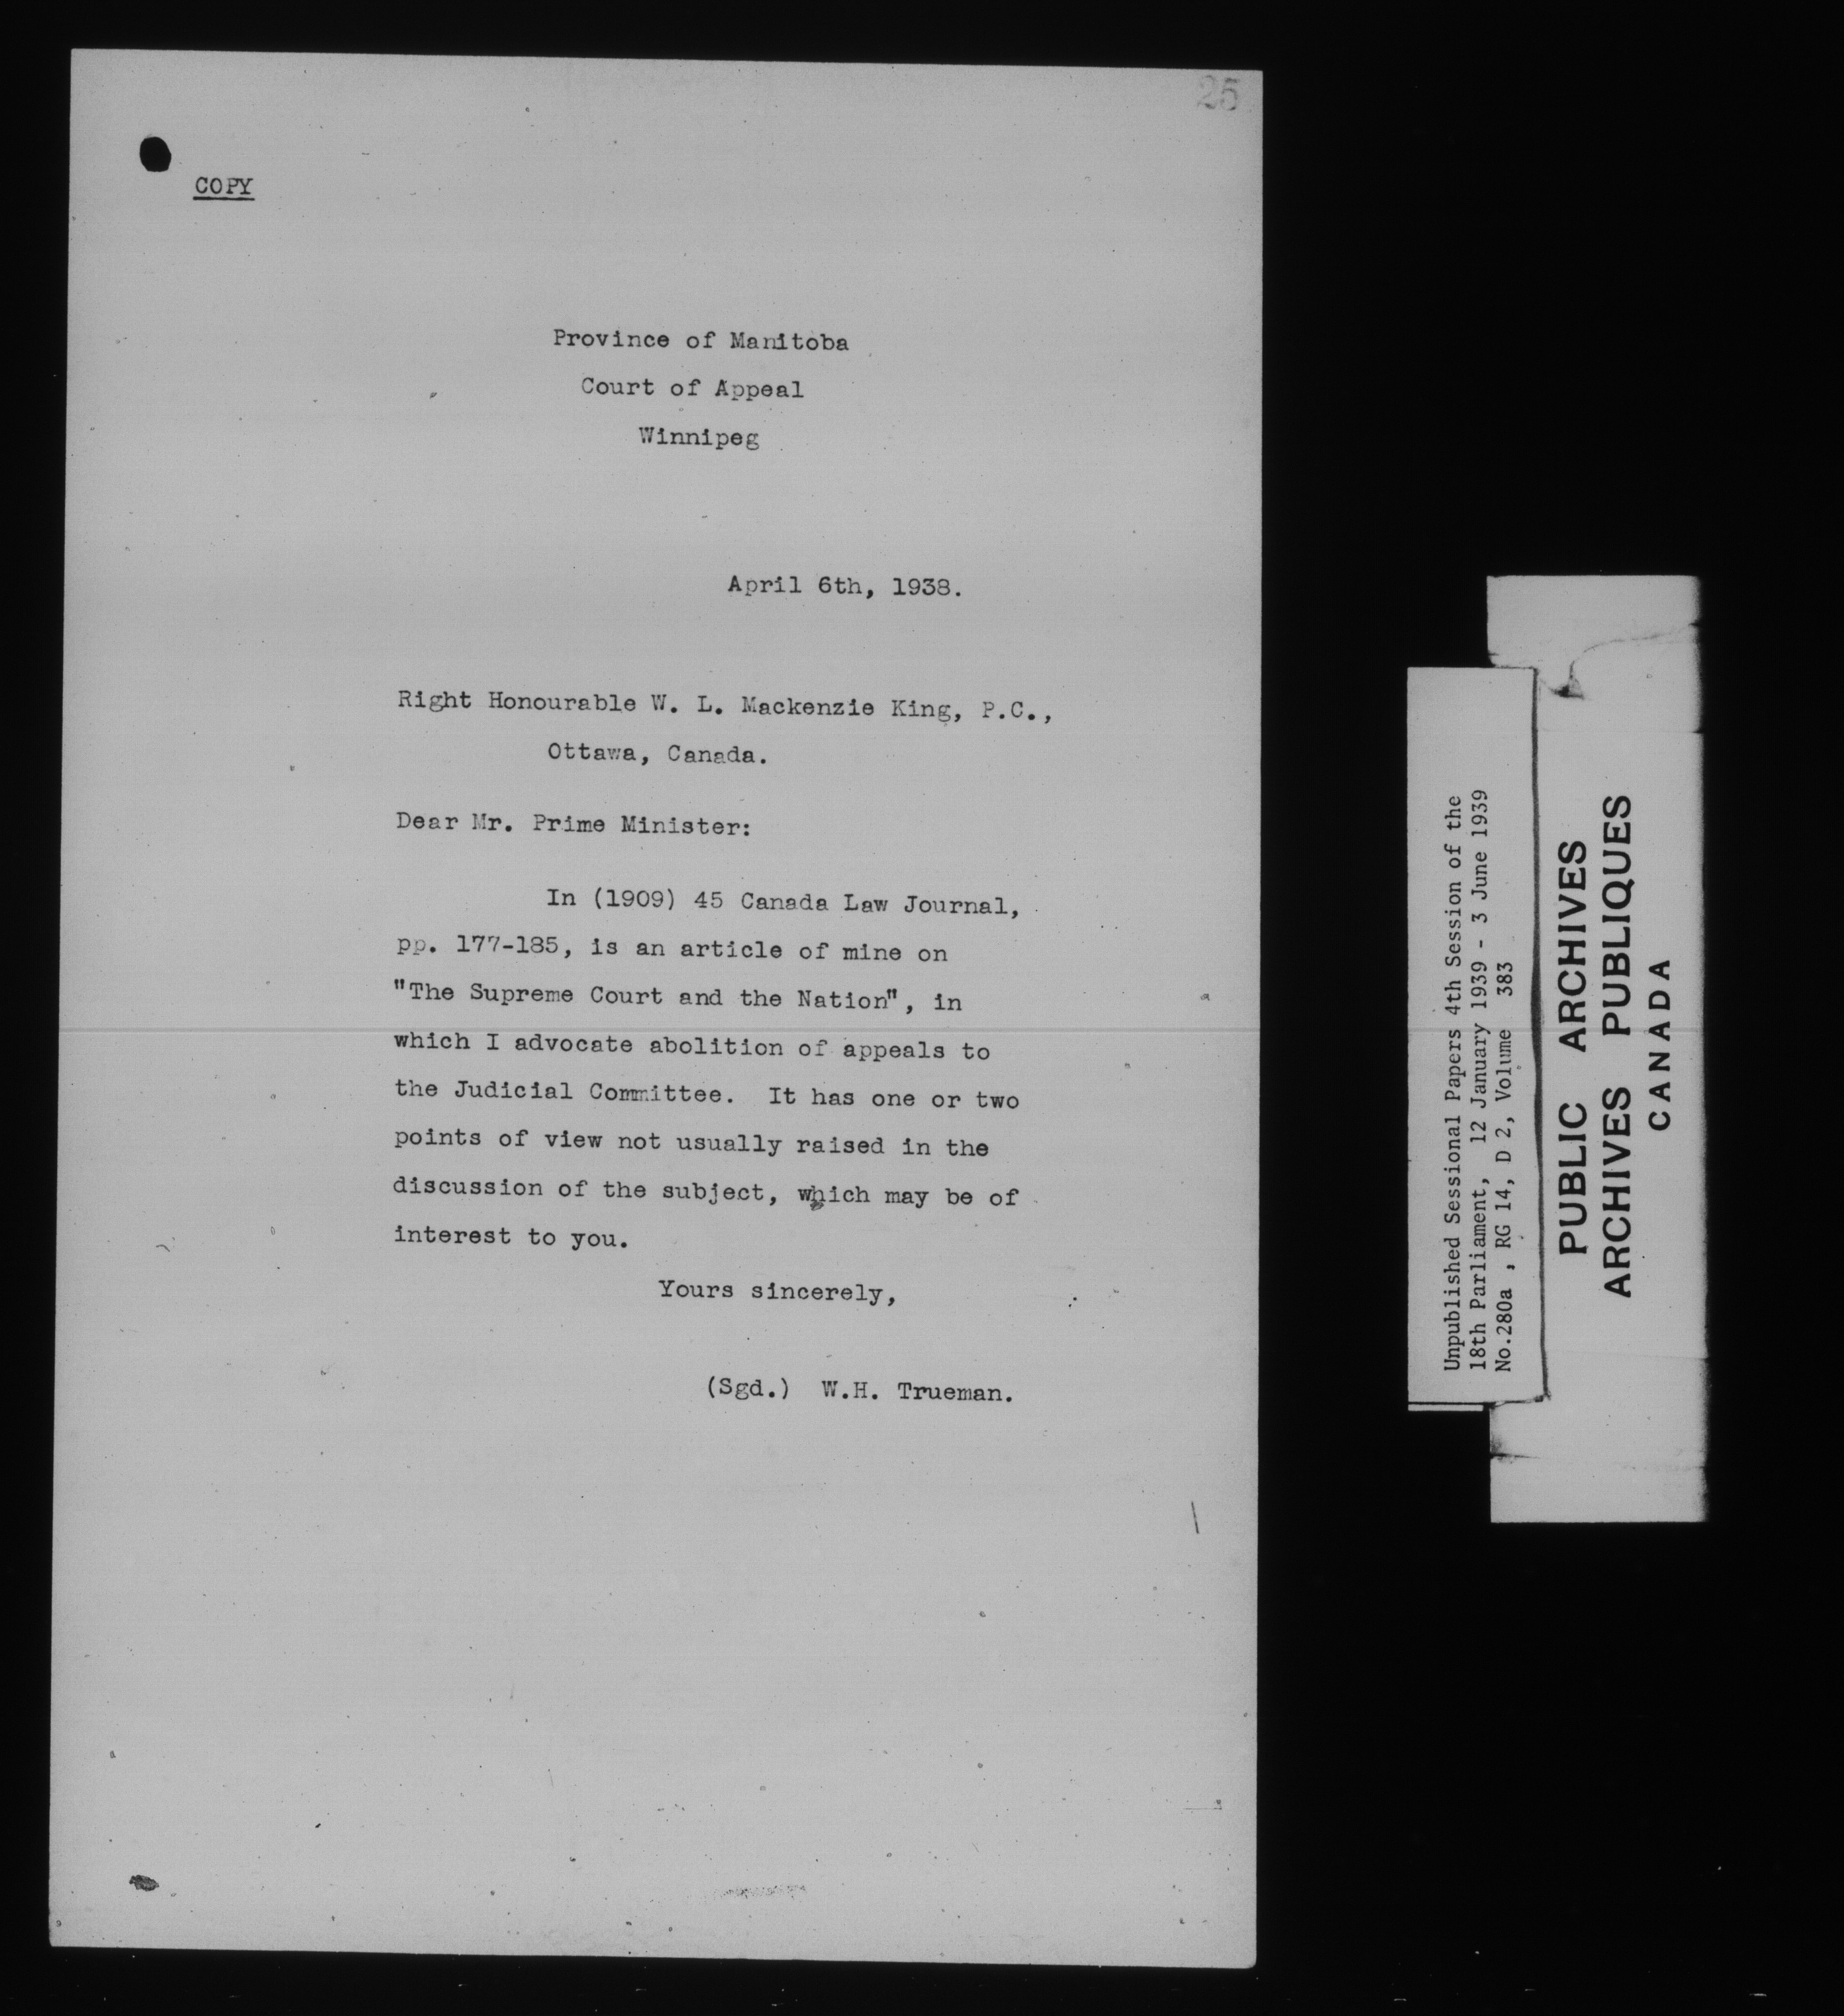 25
COPY
Province of Manitoba
Court of Appeal
Winnipeg
April 6th, 1938.
Right Honourable W. L. Mackenzie King, P.C.,
Ottawa, Canada.
Dear Mr. Prime Minister:
In (1909) 45 Canada Law Journal,
pp. 177-185, is an article of mine on
"The Supreme Court and the Nation", in
which I advocate abolition of appeals to
the Judicial Committee. It has one or two
points of view not usually raised in the
discussion of the subject, which may be of
interest to you.
Yours sincerely,
(Sgd.) W.H. Trueman.
Unpublished Sessional Papers 4th Session of the
18th Parliament, 12 January 1939 - 3 June 1939
No.280a , RG 14, D 2, Volume 383
PUBLIC ARCHIVES
ARCHIVES PUBLIQUES
CANADA